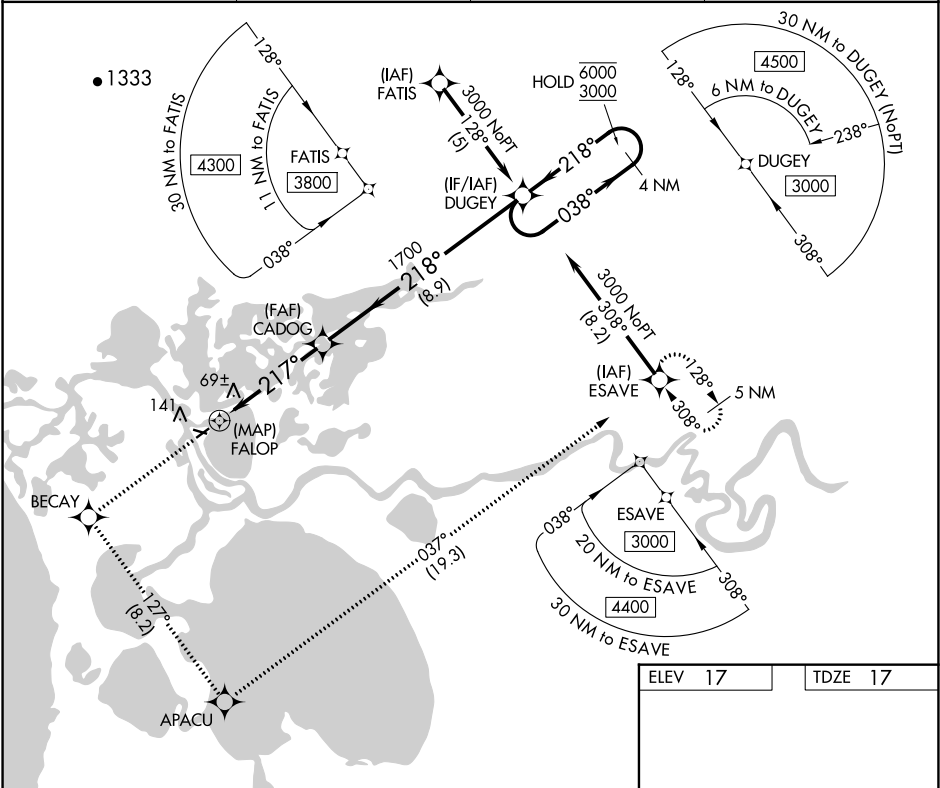 1333
30 NM to FATIS
4300
11 NM to FATIS
3800
FATIS
128°
038°
(IAF)
FATIS
3000 NoPT
128°
(5)
HOLD
6000
3000
218°
038°
4 NM
(IF/IAF)
DUGEY
30 NM to DUGEY (NoPT)
4500
6 NM to DUGEY
128°
238°
DUGEY
3000
308°
1700
218°
(8.9)
(FAF)
CADOG
217°
69±
141
(MAP)
FALOP
3000 NoPT
308°
(8.2)
(IAF)
ESAVE
128°
308°
5 NM
BECAY
127°
(8.2)
APACU
037°
(19.3)
038°
ESAVE
3000
20 NM to ESAVE
4400
30 NM to ESAVE
308°
ELEV 17
TDZE 17